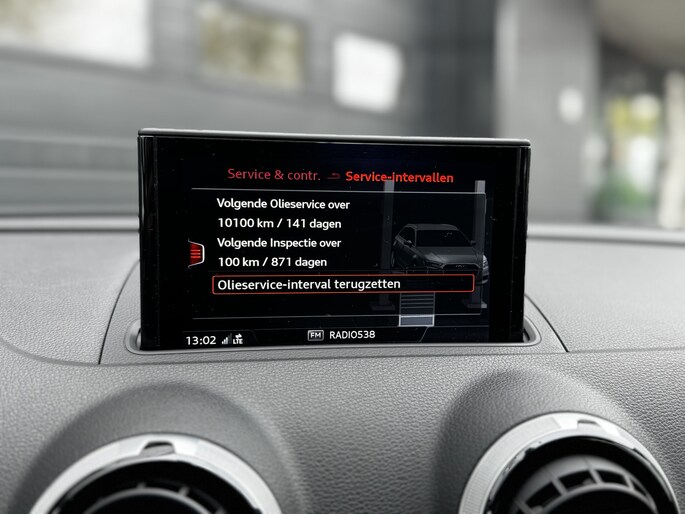 Service & contr. Service-Intervallen
Volgende Olieservice over
10100 km / 141 dagen
Volgende Inspectie over
100 km / 871 dagen
Olieservice-interval terugzetten
13:02 LTE FM RADIO538